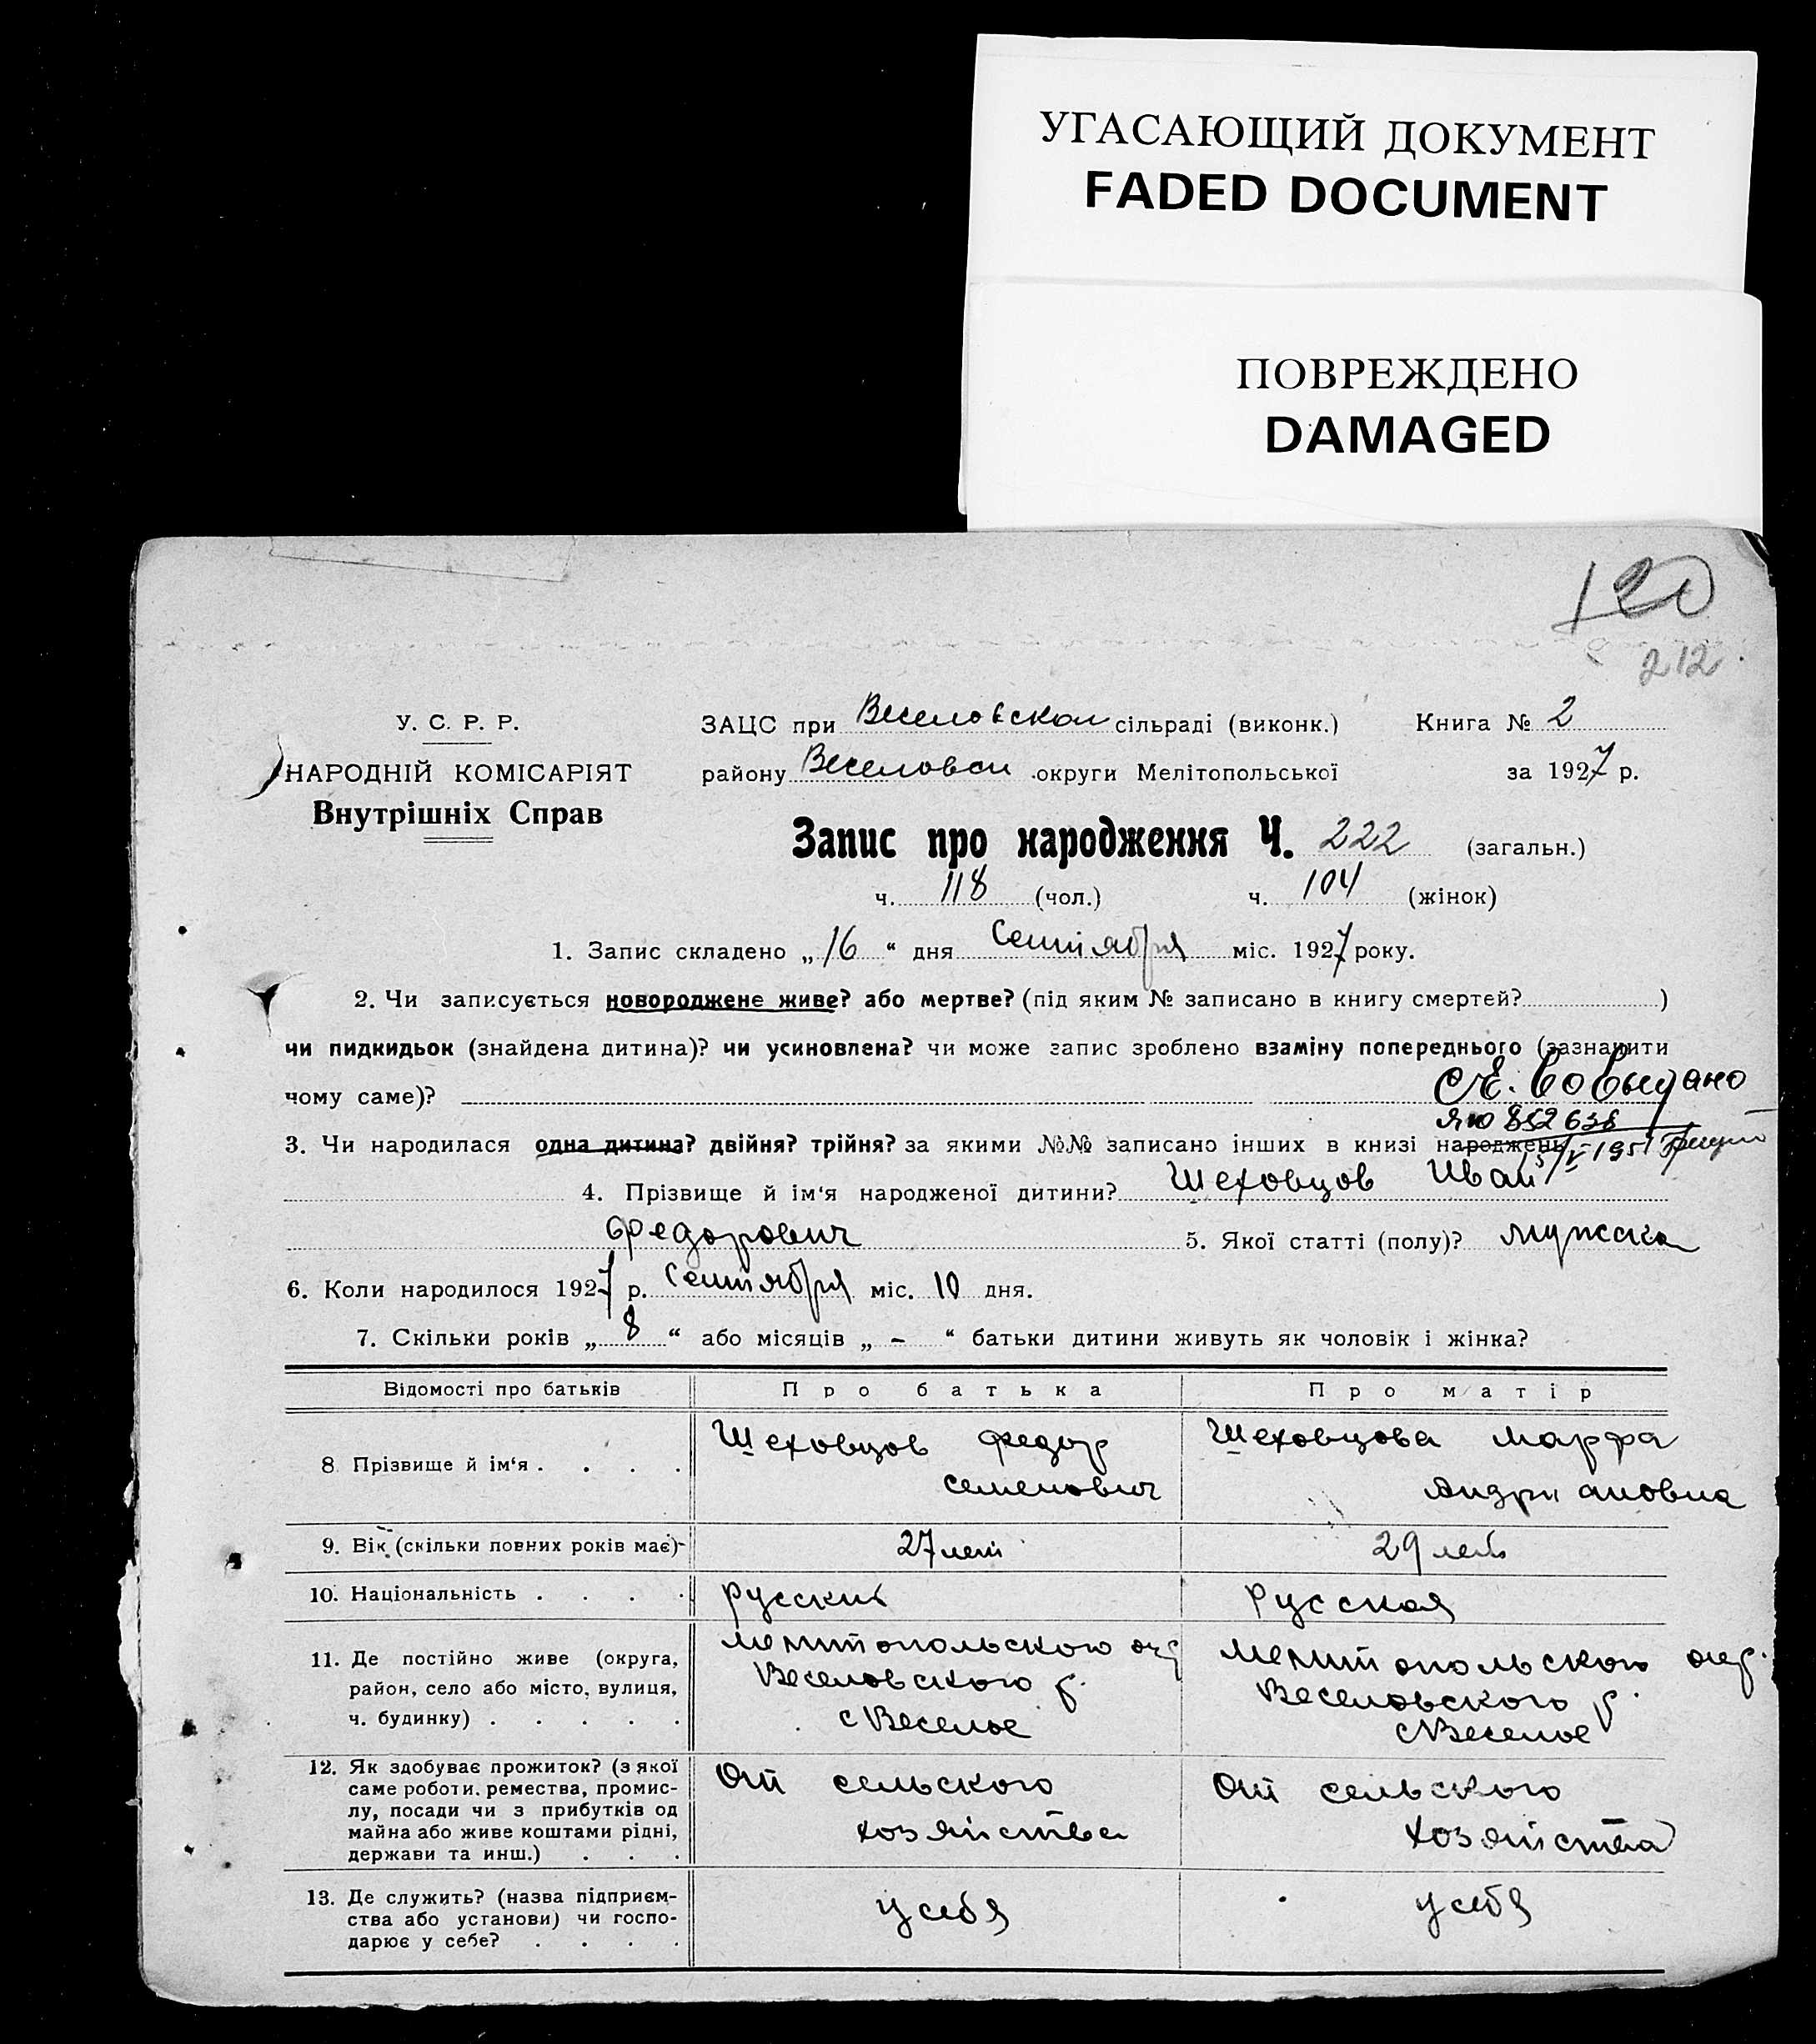 УГАСАЮЩИЙ ДОКУМЕНТ
FADED DOCUMENT
ПОВРЕЖДЕНО
DAMAGED
120
212
У. С. Р. Р.
НАРОДНІЙ КОМІСАРІЯТ
Внутрішніх Справ
ЗАЦС при Веселовском сільраді (виконк.) Книга № 2
району Веселовск округи Мелітопольської за 1927 р.
Запис про народження Ч. 222 (загальн.)
ч. 118 (чол.) ч. 104 (жінок)
1. Запис складено „16“ дня Сентября міс. 1927 року.
2. Чи записується новороджене живе? або мертве? (під яким № записано в книгу смертей? )
чи пидкидьок (знайдена дитина)? чи усиновлена? чи може запис зроблено взаміну попереднього (зазначити
чому саме)? выдано
ЯЮ 852638
3. Чи народилася одна дитина? двійня? трійня? за якими №№ записано інших в книзі народжень
4. Прізвище й ім‘я народженої дитини? Шеховцов Иван
Федорович 5. Якої статті (полу)? мужска
6. Коли народилося 1927 р. Сентября міс. 10 дня.
7. Скільки років „ 8 “ або місяців „ – “ батьки дитини живуть як чоловік і жінка?
Відомості про батьків Про батька Про матір
8. Прізвище й ім‘я . . . . Шеховцов Федор Семенович Шеховцова Марфа Андриановна
9. Вік (скільки повних років має) 27 лет 29 лет
10. Національність . . . . русский Русская
11. Де постійно живе (округа,
район, село або місто, вулиця,
ч. будинку) . . . . .
Мелитопольского окр
Веселовского р.
с Веселое
Мелитопольского окр.
Веселовского р.
с Веселое
12. Як здобуває прожиток? (з якої
саме роботи, ремества, промис-
лу, посади чи з прибутків од
майна або живе коштами рідні,
держави та инш.) . . .
От сельского
хозяйства
От сельского
хозяйства
13. Де служить? (назва підприєм-
ства або установи) чи госпо-
дарює у себе? . . . .
у себя
у себя